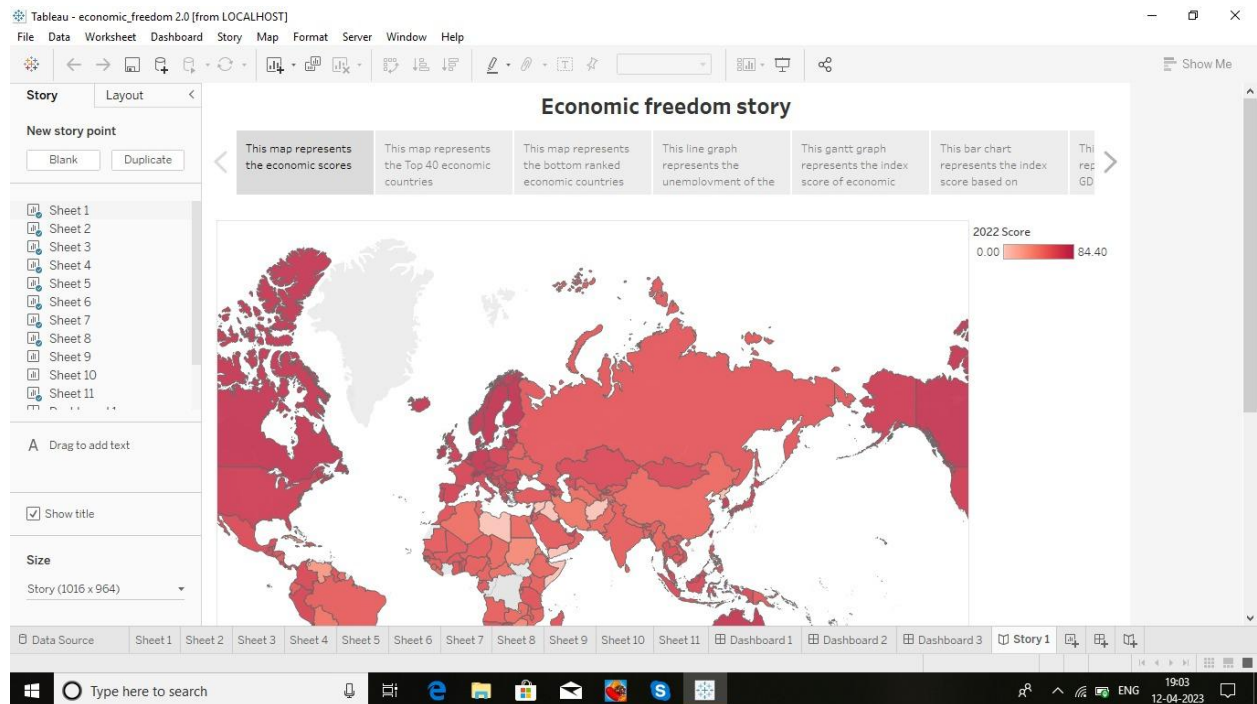 Tableau - economic_freedom 2.0 [from LOCALHOST]
File Data Worksheet Dashboard Story Map Format Server Window Help
Show Me
Story Layout
New story point
Blank Duplicate
Sheet 1
Sheet 2
Sheet 3
Sheet 4
Sheet 5
Sheet 6
Sheet 7
Sheet 8
Sheet 9
Sheet 10
Sheet 11
A Drag to add text
Show title
Size
Story (1016 x 964)
Economic freedom story
This map represents
the economic scores
This map represents
the Top 40 economic
countries
This map represents
the bottom ranked
economic countries
This line graph
represents the
unemployment of the
This gantt graph
represents the index
score of economic
This bar chart
represents the index
score based on
GD
2022 Score
0.00 84.40
Data Source Sheet 1 Sheet 2 Sheet 3 Sheet 4 Sheet 5 Sheet 6 Sheet 7 Sheet 8 Sheet 9 Sheet 10 Sheet 11 Dashboard 1 Dashboard 2 Dashboard 3 Story 1
Type here to search
ENG
19:03
12-04-2023